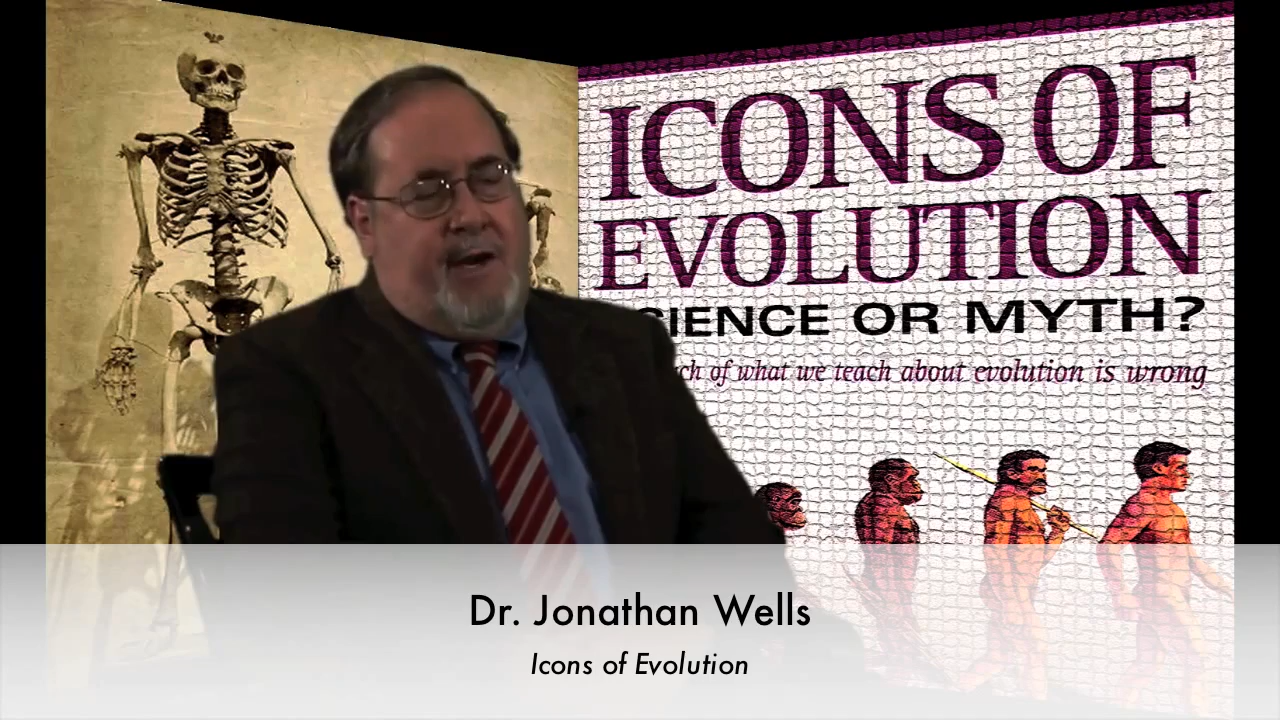 ICONS OF
EVOLUTION
SCIENCE OR MYTH?
of what we teach about evolution is wrong
Dr. Jonathan Wells
Icons of Evolution